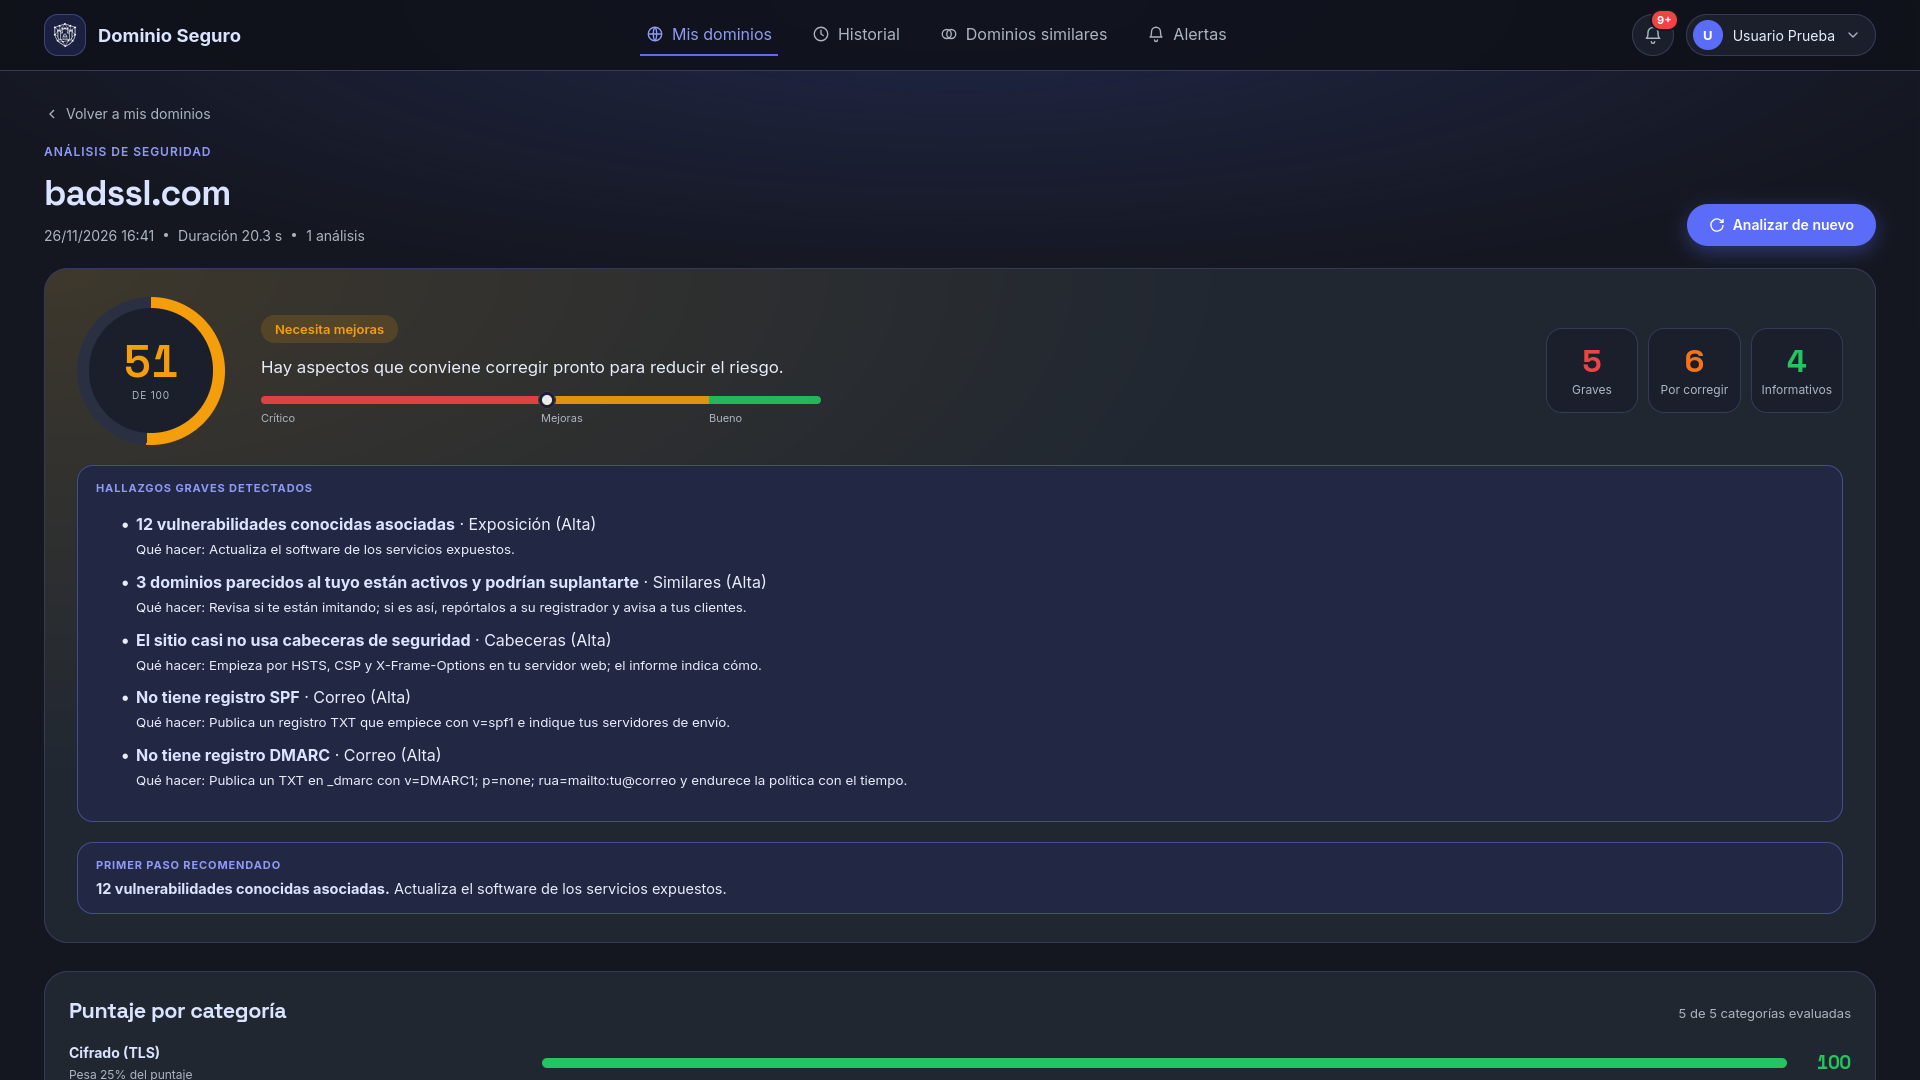 Dominio Seguro
Mis dominios
Historial
Dominios similares
Alertas
9+
U
Usuario Prueba
Volver a mis dominios
ANÁLISIS DE SEGURIDAD
badssl.com
26/11/2026 16:41 • Duración 20.3 s • 1 análisis
Analizar de nuevo
51
DE 100
Necesita mejoras
Hay aspectos que conviene corregir pronto para reducir el riesgo.
Crítico
Mejoras
Bueno
5
Graves
6
Por corregir
4
Informativos
HALLAZGOS GRAVES DETECTADOS
• 12 vulnerabilidades conocidas asociadas · Exposición (Alta)
Qué hacer: Actualiza el software de los servicios expuestos.
• 3 dominios parecidos al tuyo están activos y podrían suplantarte · Similares (Alta)
Qué hacer: Revisa si te están imitando; si es así, repórtalos a su registrador y avisa a tus clientes.
• El sitio casi no usa cabeceras de seguridad · Cabeceras (Alta)
Qué hacer: Empieza por HSTS, CSP y X-Frame-Options en tu servidor web; el informe indica cómo.
• No tiene registro SPF · Correo (Alta)
Qué hacer: Publica un registro TXT que empiece con v=spf1 e indique tus servidores de envío.
• No tiene registro DMARC · Correo (Alta)
Qué hacer: Publica un TXT en _dmarc con v=DMARC1; p=none; rua=mailto:tu@correo y endurece la política con el tiempo.
PRIMER PASO RECOMENDADO
12 vulnerabilidades conocidas asociadas. Actualiza el software de los servicios expuestos.
Puntaje por categoría
5 de 5 categorías evaluadas
Cifrado (TLS)
Pesa 25% del puntaje
100